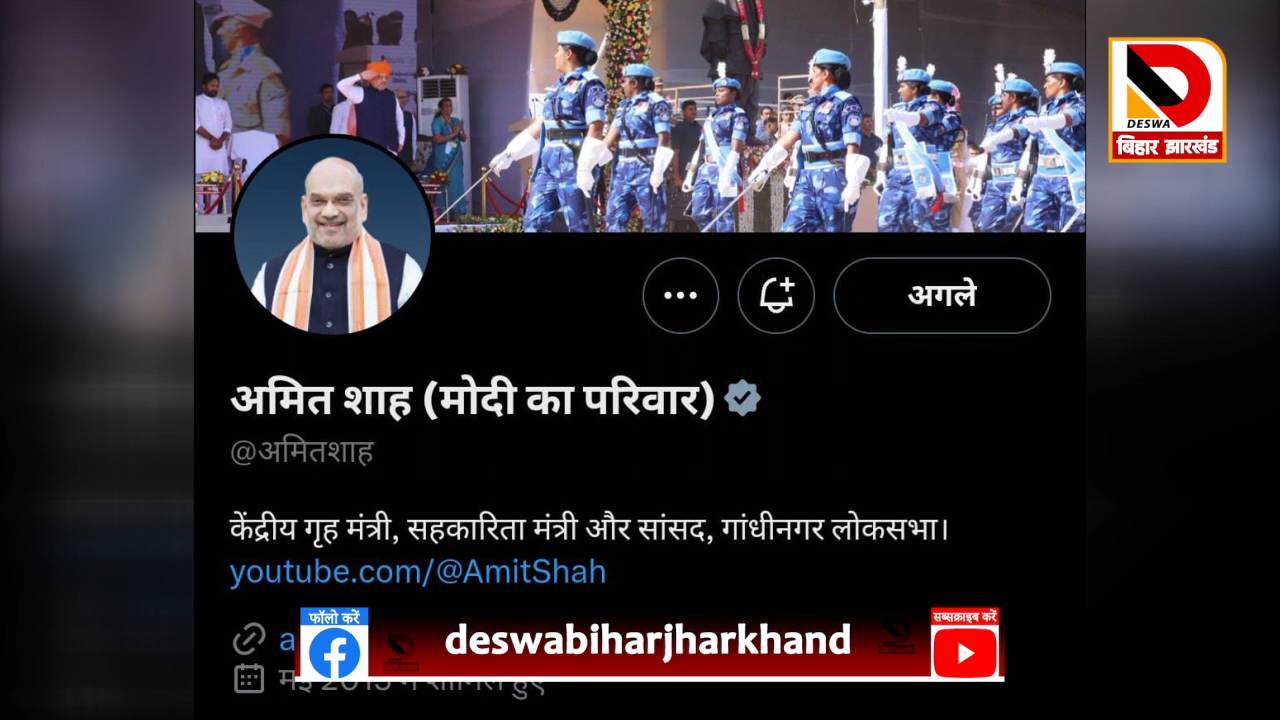 DESWA
बिहार झारखंड
अगले
अमित शाह (मोदी का परिवार)
@अमितशाह
केंद्रीय गृह मंत्री, सहकारिता मंत्री और सांसद, गांधीनगर लोकसभा।
youtube.com/@AmitShah
फॉलो करें
deswabiharjharkhand
सब्सक्राइब करें
a